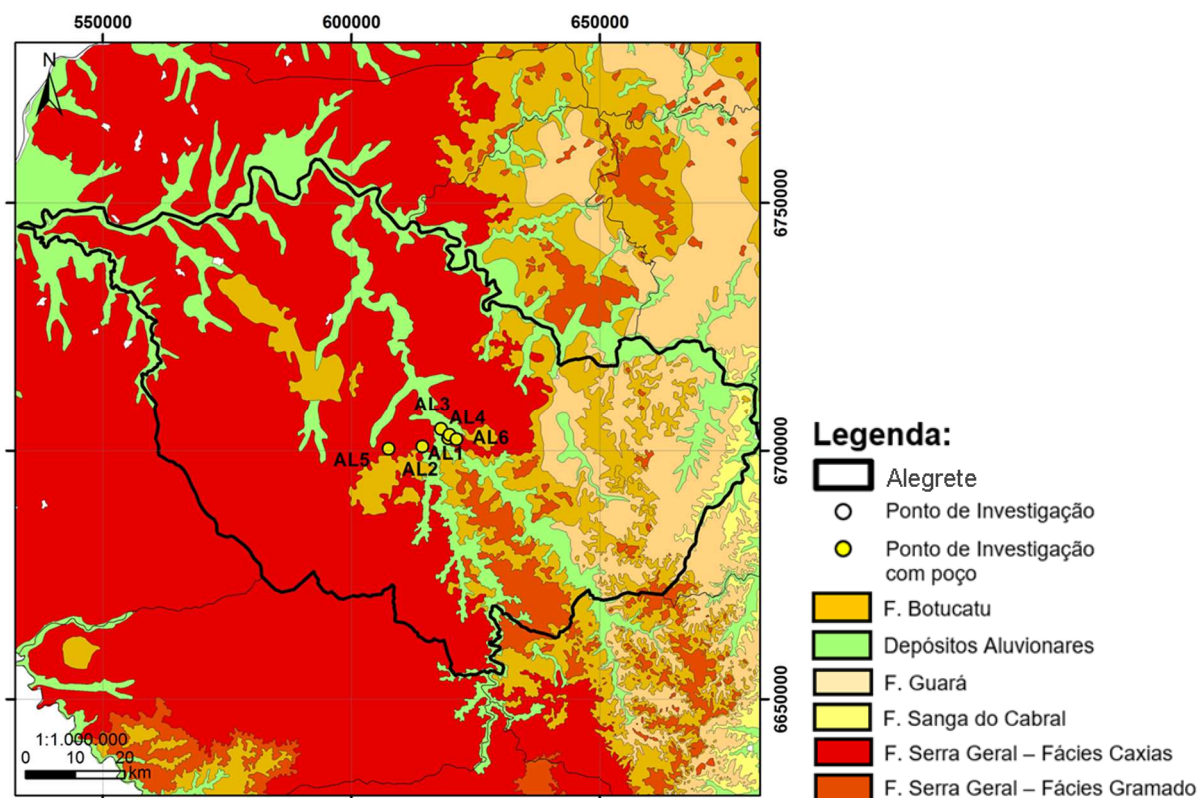 550000
600000
650000
N
6750000
AL3
AL4
AL6
6700000
AL5
AL1
AL2
6650000
1:1.000.000
0 10 20
km
Legenda:
Alegrete
Ponto de Investigação
Ponto de Investigação
com poço
F. Botucatu
Depósitos Aluvionares
F. Guará
F. Sanga do Cabral
F. Serra Geral – Fácies Caxias
F. Serra Geral – Fácies Gramado